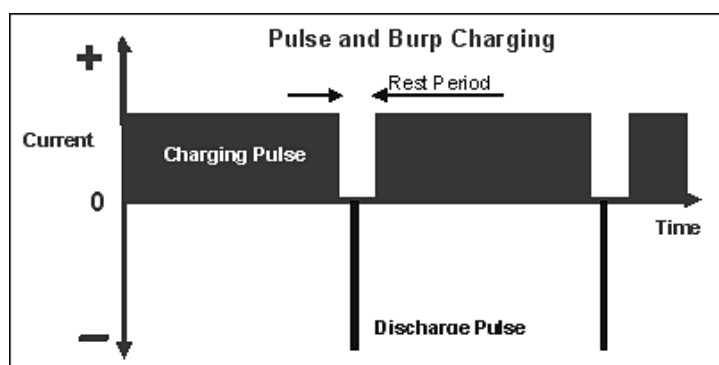 Pulse and Burp Charging
+
Rest Period
Current
Charging Pulse
0
Time
Discharge Pulse
−